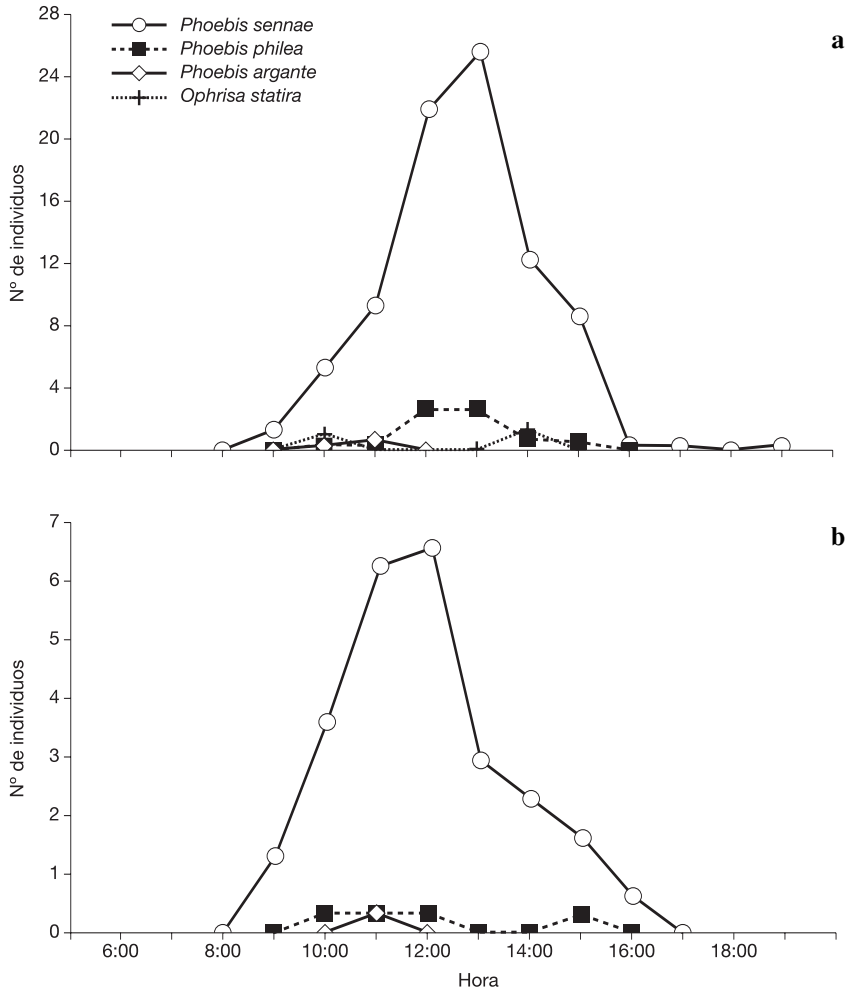 28
24
20
16
12
8
4
0
Nº de individuos
Phoebis sennae
Phoebis philea
Phoebis argante
Ophrisa statira
a
7
6
5
4
3
2
1
0
Nº de individuos
b
6:00 8:00 10:00 12:00 14:00 16:00 18:00
Hora